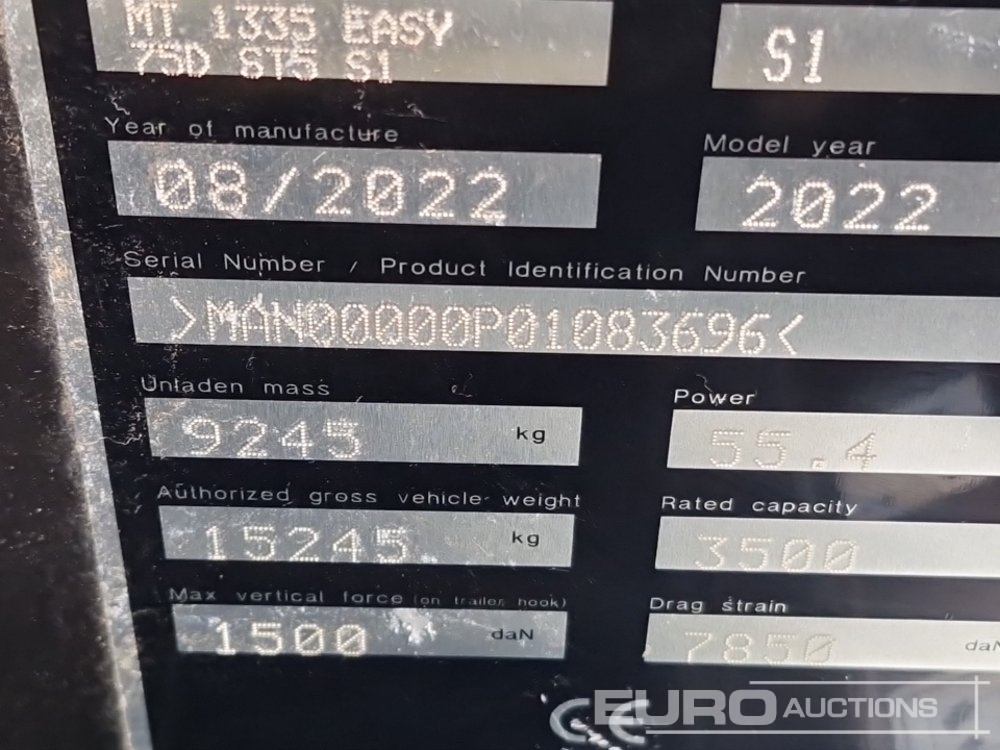 MT 1335 EASY
75D ST5 S1
S1
Year of manufacture
Model year
08/2022
2022
Serial Number / Product Identification Number
>MAN00000P01083696<
Unladen mass
Power
9245 kg
55.4
Authorized gross vehicle weight
Rated capacity
15245 kg
3500
Max vertical force (on trailer hook)
Drag strain
1500 daN
7850 daN
CE
EURO AUCTIONS